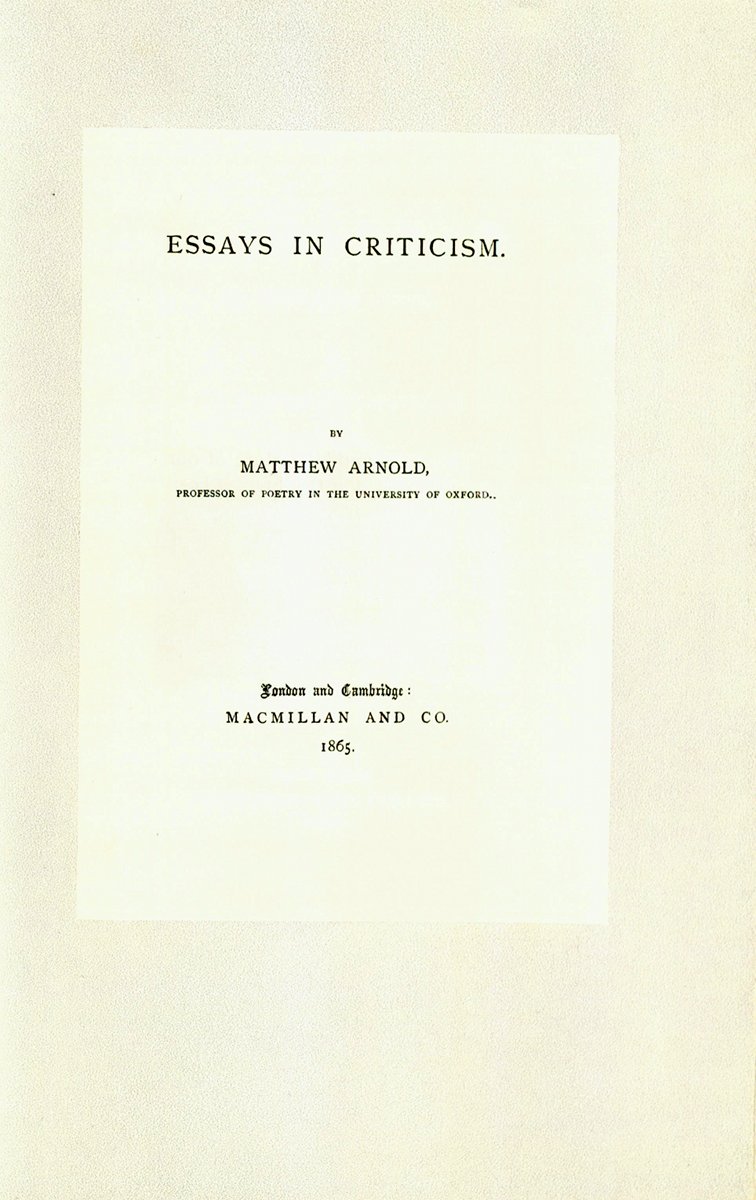 ESSAYS IN CRITICISM.
BY
MATTHEW ARNOLD,
PROFESSOR OF POETRY IN THE UNIVERSITY OF OXFORD..
London and Cambridge:
MACMILLAN AND CO.
1865.